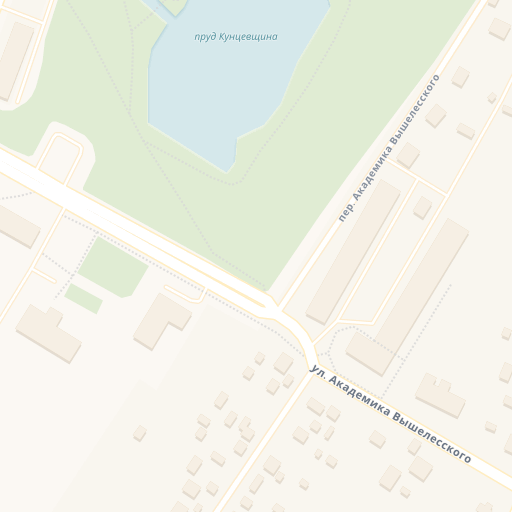 пруд Кунцевщина
пер. Академика Вышелесского
ул. Академика Вышелесского